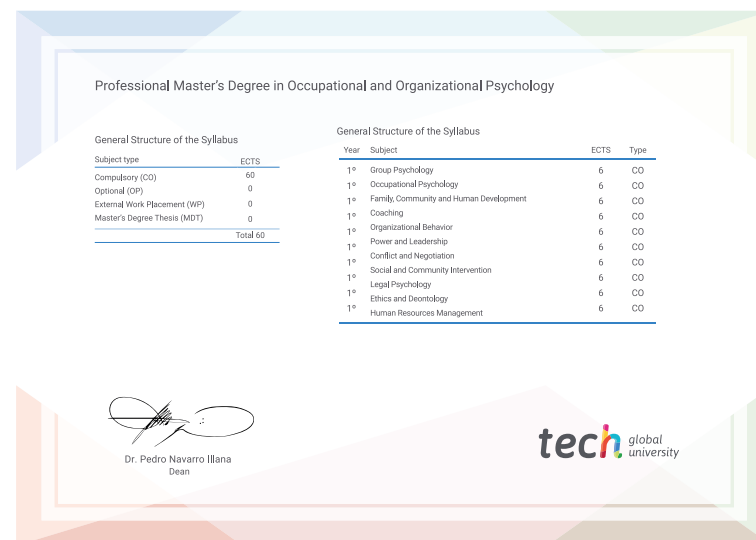 Professional Master's Degree in Occupational and Organizational Psychology
General Structure of the Syllabus
Subject type ECTS
Compulsory (CO) 60
Optional (OP) 0
External Work Placement (WP) 0
Master's Degree Thesis (MDT) 0
Total 60
General Structure of the Syllabus
Year Subject ECTS Type
1º Group Psychology 6 CO
1º Occupational Psychology 6 CO
1º Family, Community and Human Development 6 CO
1º Coaching 6 CO
1º Organizational Behavior 6 CO
1º Power and Leadership 6 CO
1º Conflict and Negotiation 6 CO
1º Social and Community Intervention 6 CO
1º Legal Psychology 6 CO
1º Ethics and Deontology 6 CO
Human Resources Management
Dr. Pedro Navarro Illana
Dean
tech global
university